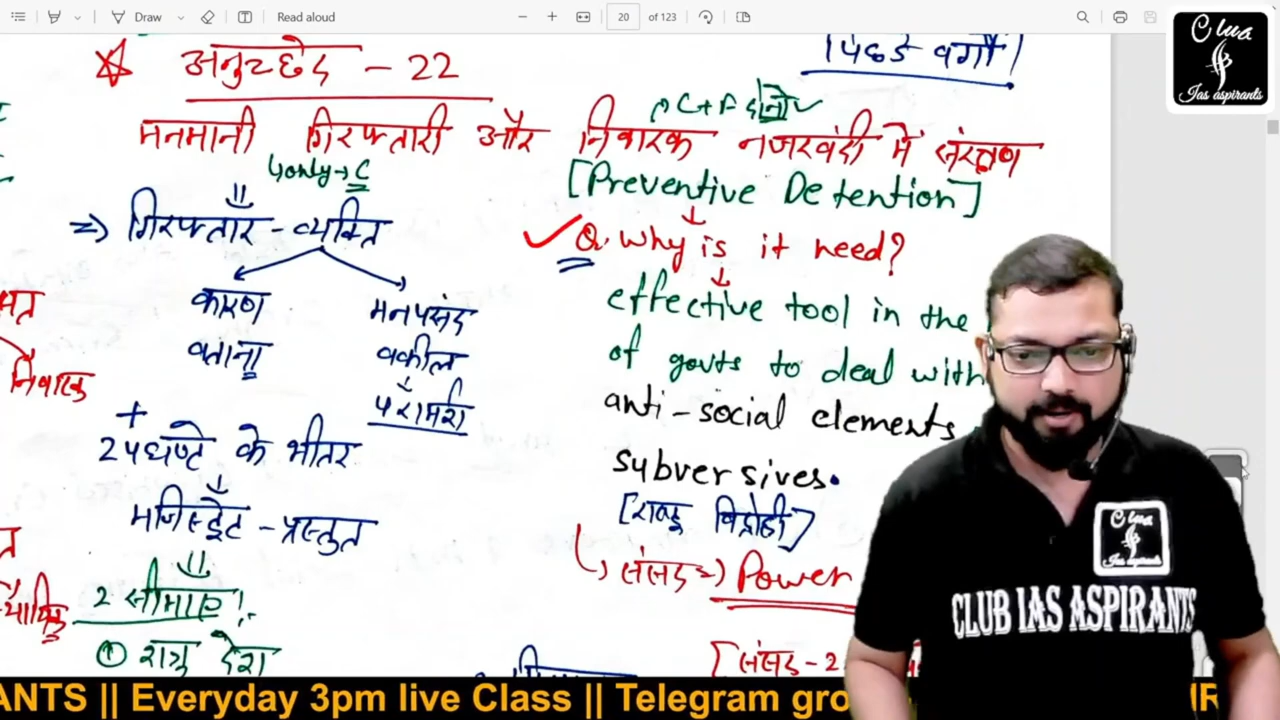 Draw
Read aloud
20 of 123
Club
Ias aspirants
अनुच्छेद - 22
पिछड़े वर्गों
C+F दोनो
मनमानी गिरफ्तारी और निवारक नजरबंदी में संरक्षण
only → C
[Preventive Detention]
=> गिरफ्तार - व्यक्ति
Q. Why is it need?
कारण
बताना
मनपसंद
वकील
परामर्श
effective tool in the
of govts to deal with
anti-social elements
subversives.
[राष्ट्र विद्रोही]
+
24 घण्टे के भीतर
मजिस्ट्रेट - प्रस्तुत
संसद => Power
2 सीमाए!
① शत्रु देश
[संसद - 2
CLUB IAS ASPIRANTS
ANTS || Everyday 3pm live Class || Telegram gro